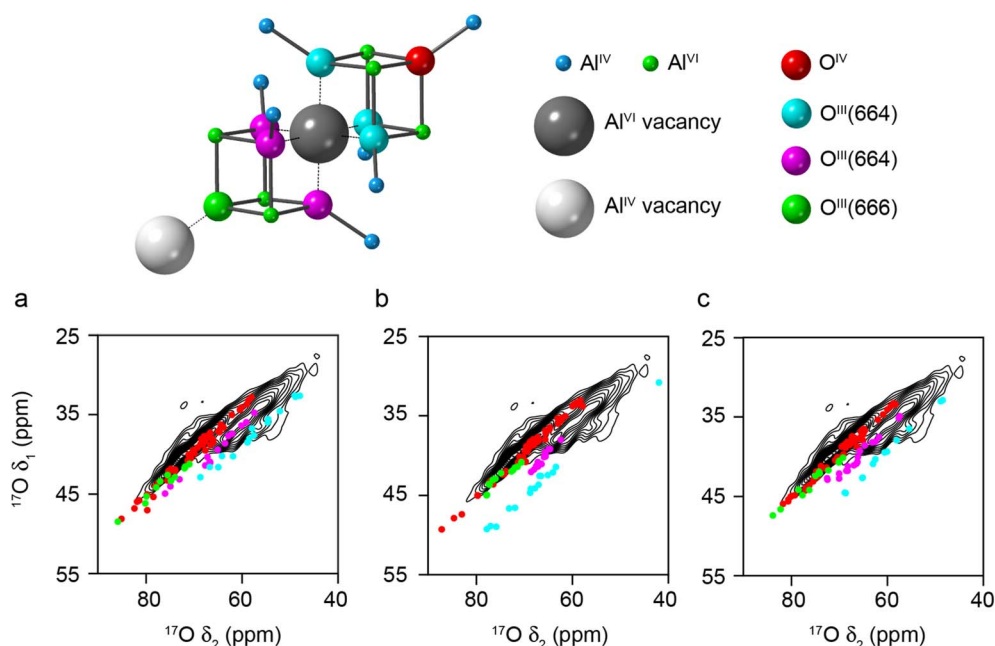 Al^IV Al^VI O^IV
Al^VI vacancy O^III(664)
O^III(664)
Al^IV vacancy O^III(666)
a b c
25 25 25
35 35 35
45 45 45
55 55 55
17O δ1 (ppm)
80 60 40 80 60 40 80 60 40
17O δ2 (ppm) 17O δ2 (ppm) 17O δ2 (ppm)